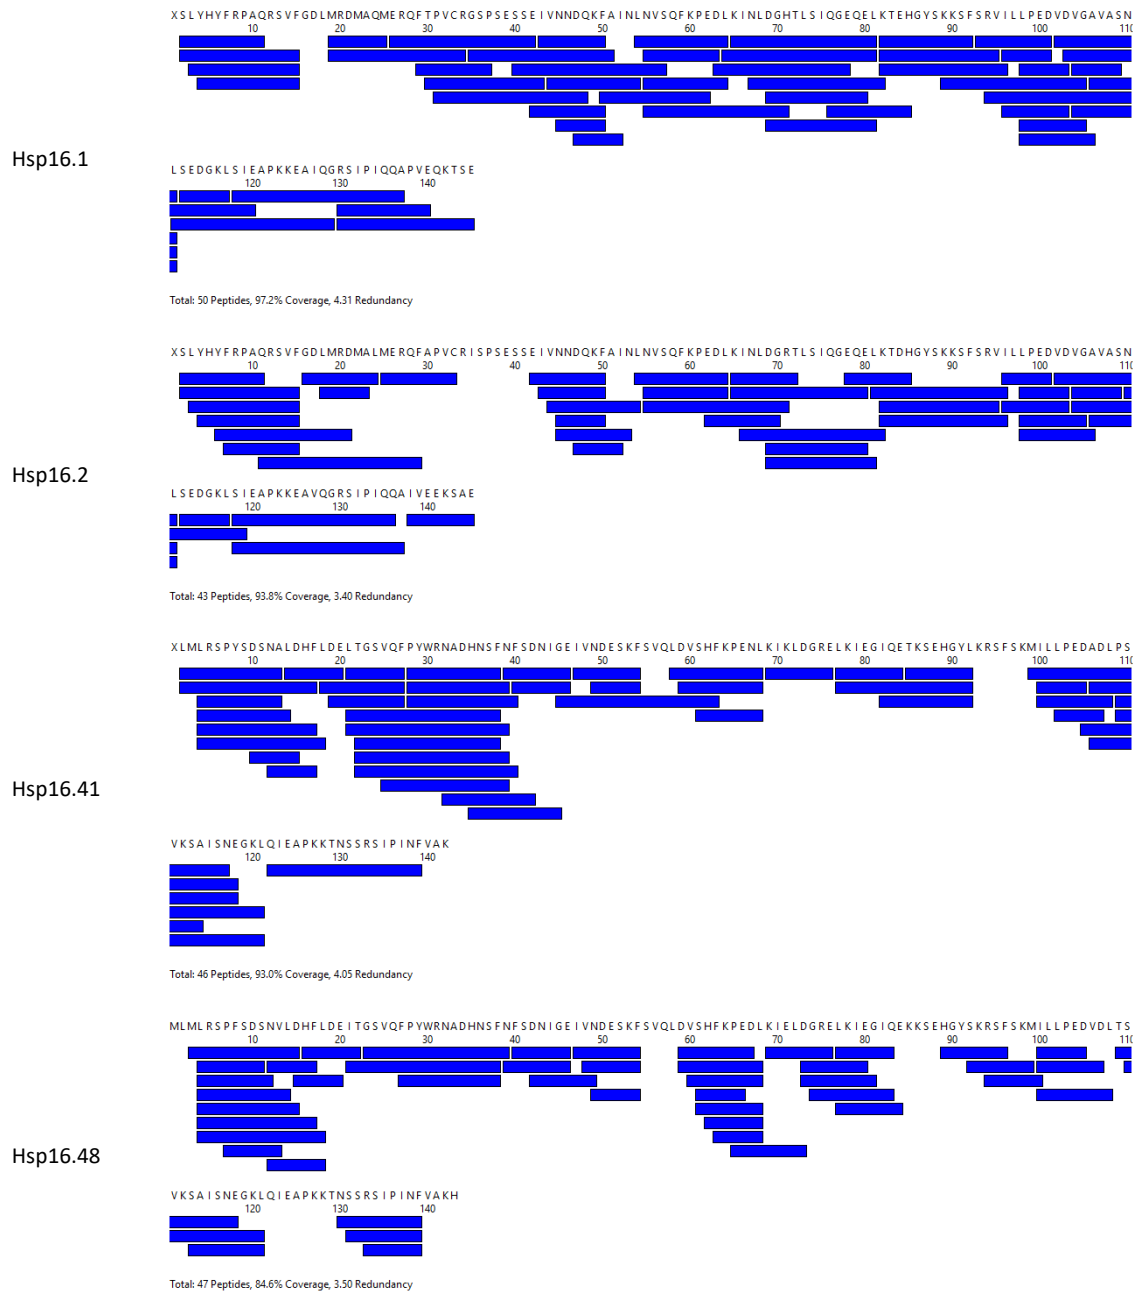 XSLYHYFRPAQRSVFGDLMRDMAQMERQFTPVCRGSPSESSEIVNNDQKFAINLNVSQFKPEDLKINLDGHTLSIQGEQELKTEHGYSKKSFSRVILLPEDVDVGAVASN
10 20 30 40 50 60 70 80 90 100 110
Hsp16.1
LSEDGKLSIEAPKKEAIQGRSIPIQQAPVEQKTSE
120 130 140
Total: 50 Peptides, 97.2% Coverage, 4.31 Redundancy
XSLYHYFRPAQRSVFGDLMRDMALMERQFAPVCRISPSESSEIVNNDQKFAINLNVSQFKPEDLKINLDGRTLSIQGEQELKTDHGYSKKSFSRVILLPEDVDVGAVASN
10 20 30 40 50 60 70 80 90 100 110
Hsp16.2
LSEDGKLSIEAPKKEAVQGRSIPIQQAIVEEKSAE
120 130 140
Total: 43 Peptides, 93.8% Coverage, 3.40 Redundancy
XLMLRSPYSDSNALDHFLDELTGSVQFPYWRNADHNSFNFSDNIGEIVNDESKFSVQLDVSHFKPENLKIKLDGRELKIEGIQETKSEHGYLKRSFSKMILLPEDADLPS
10 20 30 40 50 60 70 80 90 100 110
Hsp16.41
VKSAISNEGKLQIEAPKKTNSSRSIPINFVAK
120 130 140
Total: 46 Peptides, 93.0% Coverage, 4.05 Redundancy
MLMLRSPFSDSNVLDHFLDEITGSVQFPYWRNADHNSFNFSDNIGEIVNDESKFSVQLDVSHFKPEDLKIELDGRELKIEGIQEKKSEHGYSKRSFSKMILLPEDVDLTS
10 20 30 40 50 60 70 80 90 100 110
Hsp16.48
VKSAISNEGKLQIEAPKKTNSSRSIPINFVAKH
120 130 140
Total: 47 Peptides, 84.6% Coverage, 3.50 Redundancy